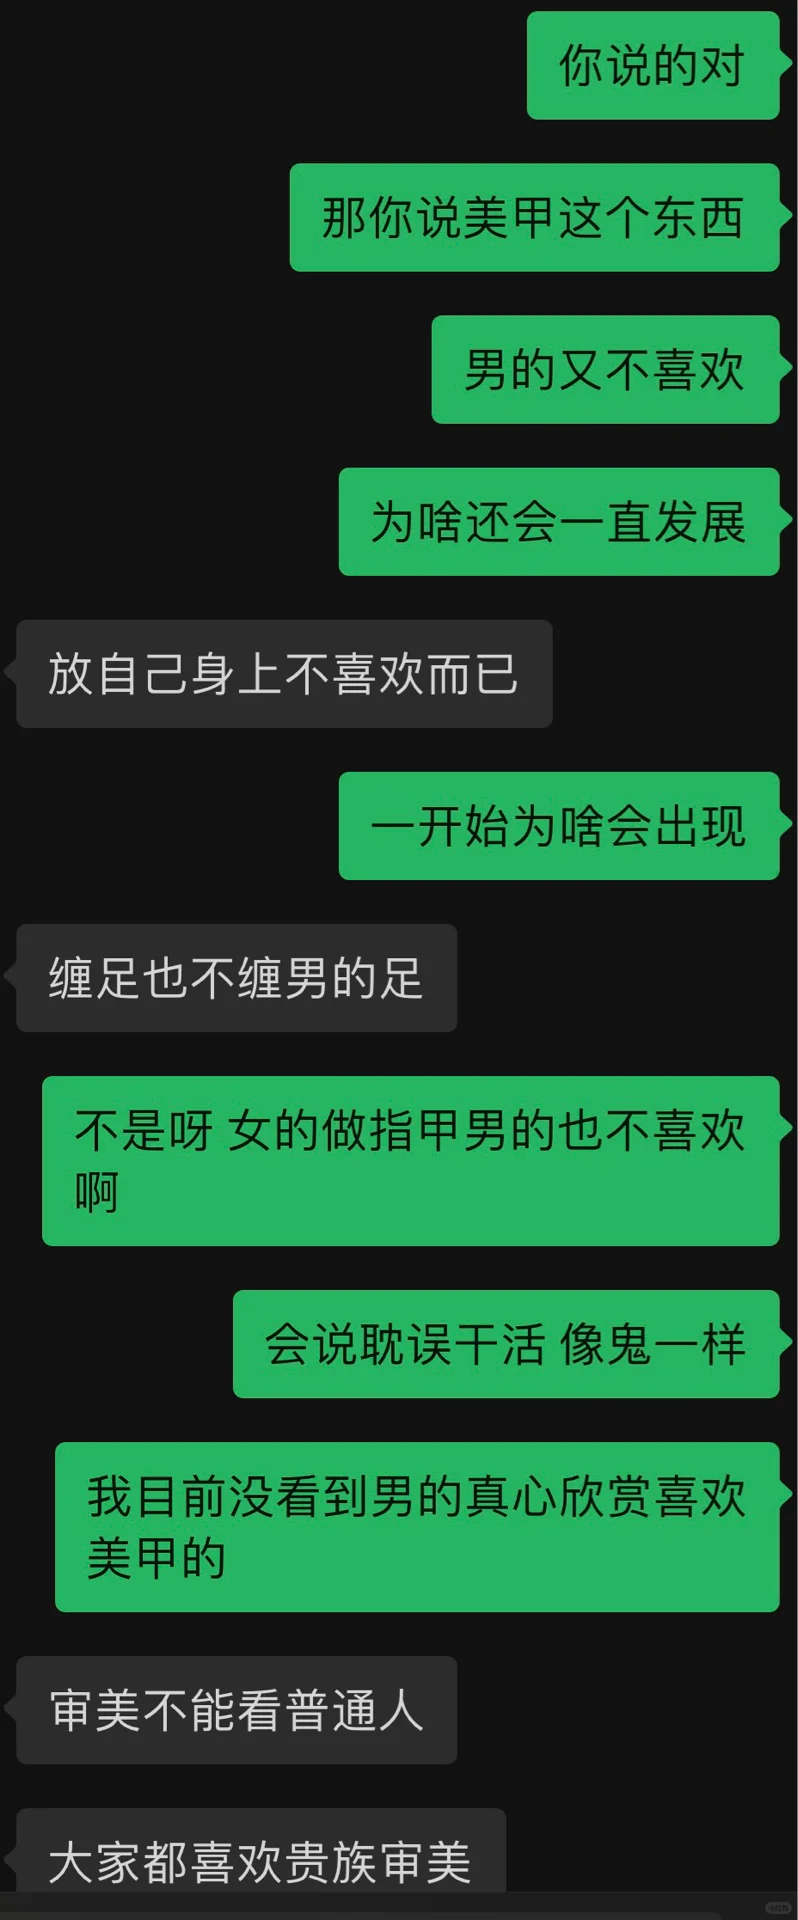 你说的对
那你说美甲这个东西
男的又不喜欢
为啥还会一直发展
放自己身上不喜欢而已
一开始为啥会出现
缠足也不缠男的足
不是呀 女的做指甲男的也不喜欢
啊
会说耽误干活 像鬼一样
我目前没看到男的真心欣赏喜欢
美甲的
审美不能看普通人
大家都喜欢贵族审美